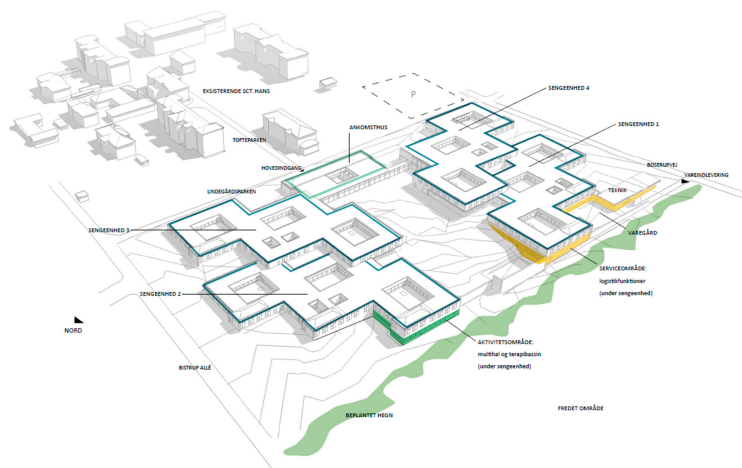 EKSISTERENDE SCT. HANS
P
SENGEENHED 4
ANKOMSTHUS
SENGEENHED 1
TOFTEPARKEN
HOVEDINDGANG
BOSERUPVEJ
VAREINDLEVERING
LINDEGÅRDSPARKEN
TEKNIK
SENGEENHED 3
VAREGÅRD
SERVICEOMRÅDE:
logistikfunktioner
(under sengeenhed)
SENGEENHED 2
NORD
AKTIVITETSOMRÅDE:
multihal og terapibassin
(under sengeenhed)
BISTRUP ALLÉ
BEPLANTET HEGN
FREDET OMRÅDE